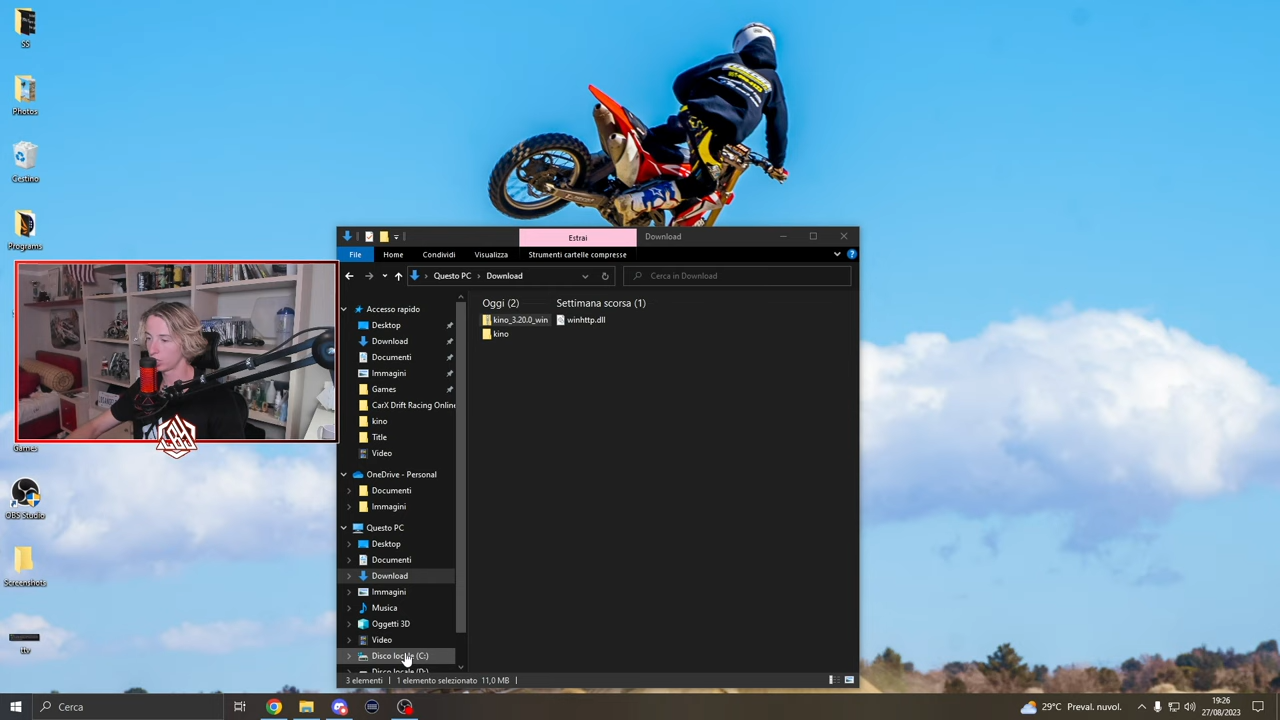 SS
Photos
Cestino
Programs
Games
OBS Studio
Screenshots
ttv
Estrai
Download
File
Home
Condividi
Visualizza
Strumenti cartelle compresse
Questo PC
Download
Cerca in Download
Accesso rapido
Desktop
Download
Documenti
Immagini
Games
CarX Drift Racing Online
kino
Title
Video
OneDrive - Personal
Documenti
Immagini
Questo PC
Desktop
Documenti
Download
Immagini
Musica
Oggetti 3D
Video
Disco locale (C:)
Disco locale (D:)
Oggi (2)
kino_3.20.0_win
kino
Settimana scorsa (1)
winhttp.dll
3 elementi
1 elemento selezionato 11,0 MB
Cerca
29°C Preval. nuvol.
19:26
27/08/2023